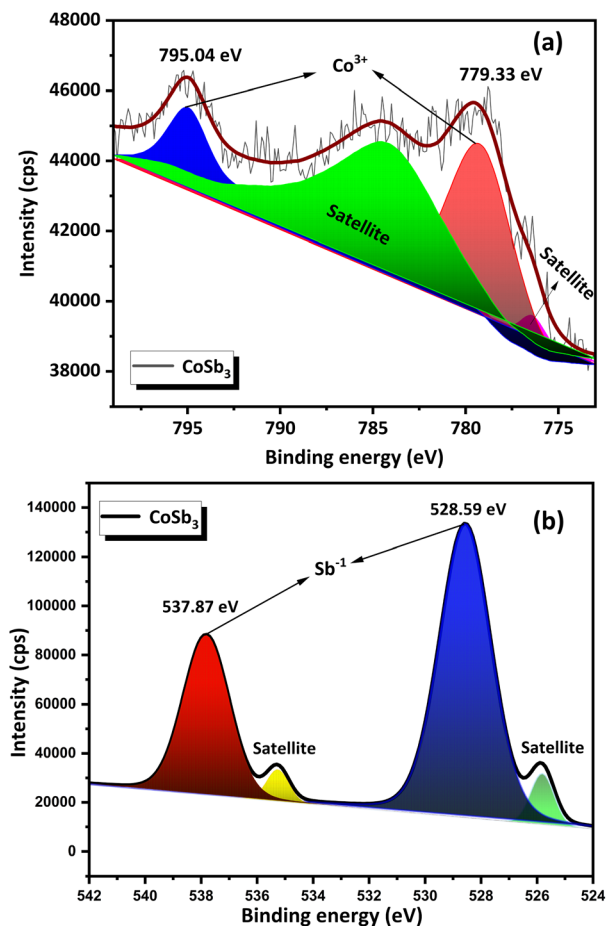 (a)
795.04 eV
Co³⁺
779.33 eV
Satellite
Satellite
CoSb₃
Intensity (cps)
48000
46000
44000
42000
40000
38000
795
790
785
780
775
Binding energy (eV)
(b)
CoSb₃
528.59 eV
Sb⁻¹
537.87 eV
Satellite
Satellite
Intensity (cps)
140000
120000
100000
80000
60000
40000
20000
0
542
540
538
536
534
532
530
528
526
524
Binding energy (eV)